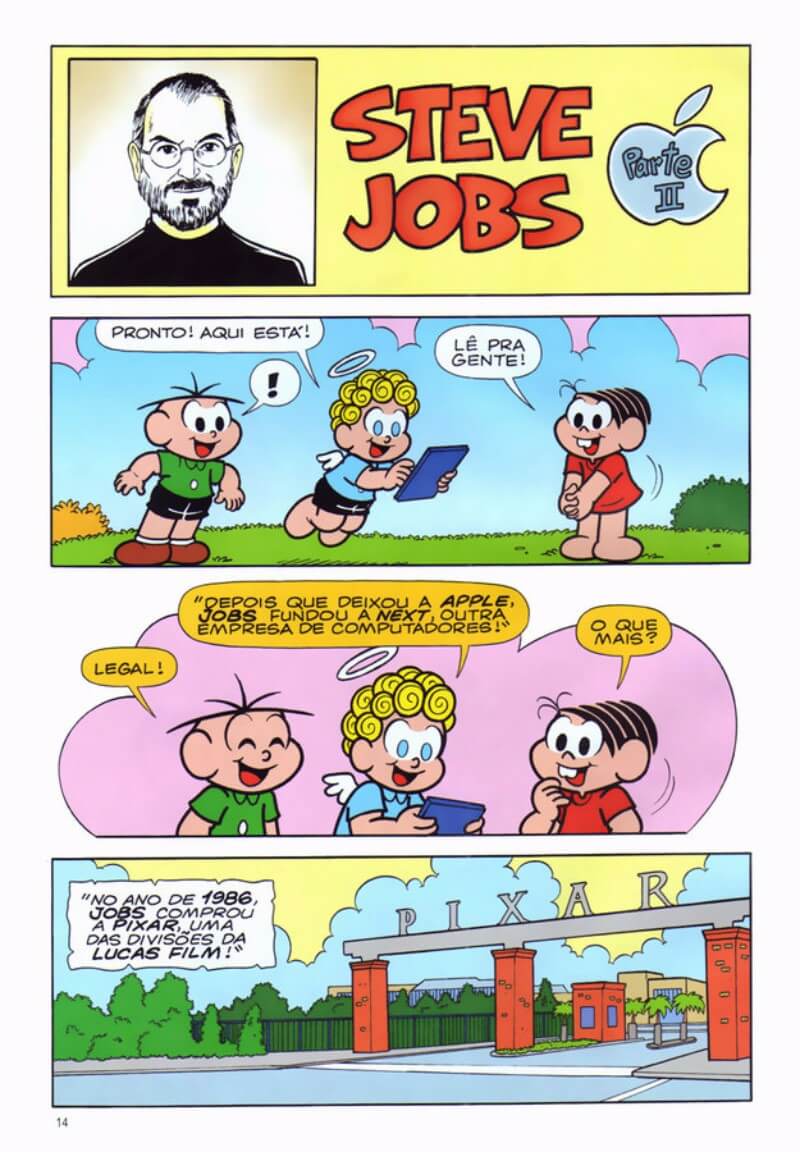 STEVE
JOBS
Parte
II
PRONTO! AQUI ESTÁ!
!
LÊ PRA
GENTE!
"DEPOIS QUE DEIXOU A APPLE,
JOBS FUNDOU A NEXT, OUTRA
EMPRESA DE COMPUTADORES!"
LEGAL!
O QUE
MAIS?
"NO ANO DE 1986,
JOBS COMPROU
A PIXAR, UMA
DAS DIVISÕES DA
LUCAS FILM!"
PIXAR
14